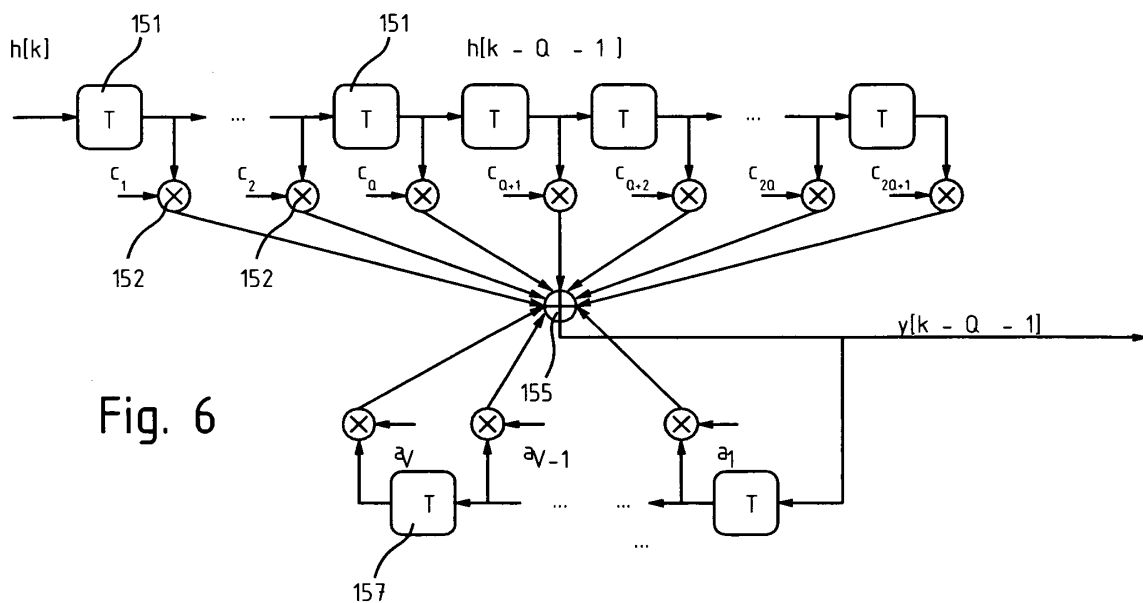 151
151
h[k]
h[k - Q - 1]
T
...
T
T
T
...
T
c1
c2
cQ
cQ+1
cQ+2
c2Q
c2Q+1
152
152
155
y[k - Q - 1]
Fig. 6
aV
aV-1
a1
T
...
...
T
...
157